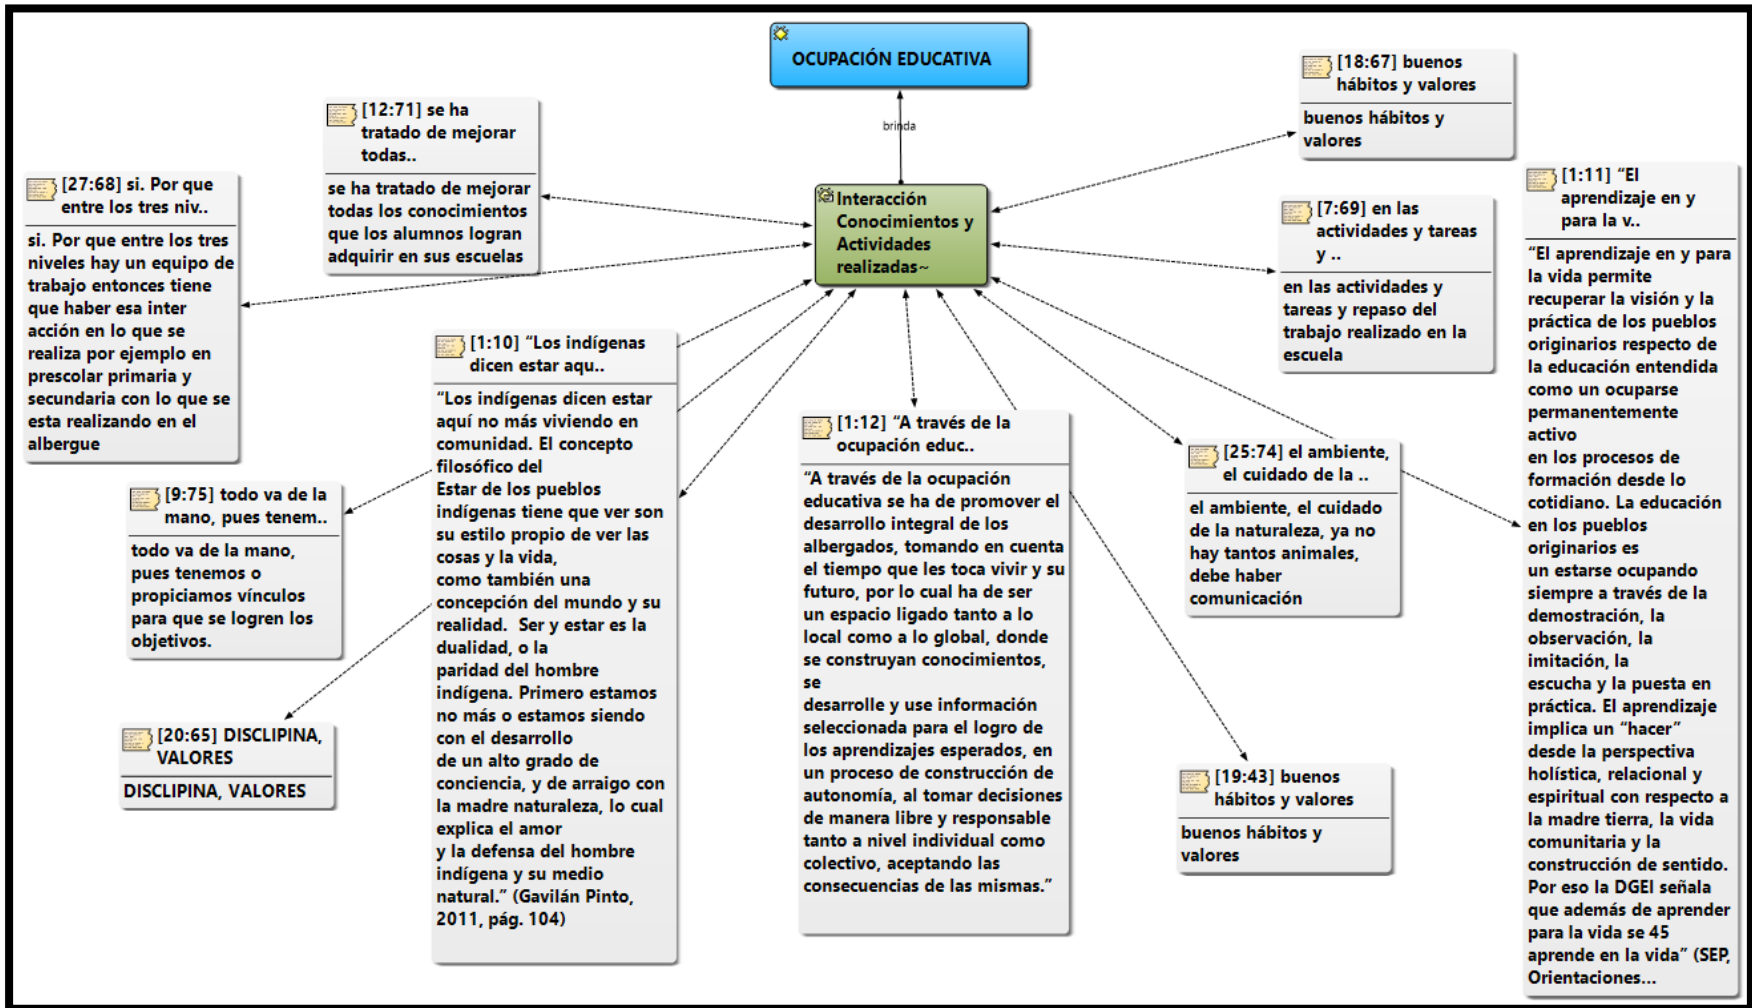 OCUPACIÓN EDUCATIVA
brinda
Interacción
Conocimientos y
Actividades
realizadas~
[12:71] se ha
tratado de mejorar
todas..
se ha tratado de mejorar
todas los conocimientos
que los alumnos logran
adquirir en sus escuelas
[27:68] si. Por que
entre los tres niv..
si. Por que entre los tres
niveles hay un equipo de
trabajo entonces tiene
que haber esa inter
acción en lo que se
realiza por ejemplo en
prescolar primaria y
secundaria con lo que se
esta realizando en el
albergue
[9:75] todo va de la
mano, pues tenem..
todo va de la mano,
pues tenemos o
propiciamos vínculos
para que se logren los
objetivos.
[20:65] DISCLIPINA,
VALORES
DISCLIPINA, VALORES
[1:10] “Los indígenas
dicen estar aqu..
“Los indígenas dicen estar
aquí no más viviendo en
comunidad. El concepto
filosófico del
Estar de los pueblos
indígenas tiene que ver son
su estilo propio de ver las
cosas y la vida,
como también una
concepción del mundo y su
realidad.  Ser y estar es la
dualidad, o la
paridad del hombre
indígena. Primero estamos
no más o estamos siendo
con el desarrollo
de un alto grado de
conciencia, y de arraigo con
la madre naturaleza, lo cual
explica el amor
y la defensa del hombre
indígena y su medio
natural.” (Gavilán Pinto,
2011, pág. 104)
[1:12] “A través de la
ocupación educ..
“A través de la ocupación
educativa se ha de promover el
desarrollo integral de los
albergados, tomando en cuenta
el tiempo que les toca vivir y su
futuro, por lo cual ha de ser
un espacio ligado tanto a lo
local como a lo global, donde
se construyan conocimientos,
se
desarrolle y use información
seleccionada para el logro de
los aprendizajes esperados, en
un proceso de construcción de
autonomía, al tomar decisiones
de manera libre y responsable
tanto a nivel individual como
colectivo, aceptando las
consecuencias de las mismas.”
[18:67] buenos
hábitos y valores
buenos hábitos y
valores
[7:69] en las
actividades y tareas
y ..
en las actividades y
tareas y repaso del
trabajo realizado en la
escuela
[25:74] el ambiente,
el cuidado de la ..
el ambiente, el cuidado
de la naturaleza, ya no
hay tantos animales,
debe haber
comunicación
[19:43] buenos
hábitos y valores
buenos hábitos y
valores
[1:11] “El
aprendizaje en y
para la v..
“El aprendizaje en y para
la vida permite
recuperar la visión y la
práctica de los pueblos
originarios respecto de
la educación entendida
como un ocuparse
permanentemente
activo
en los procesos de
formación desde lo
cotidiano. La educación
en los pueblos
originarios es
un estarse ocupando
siempre a través de la
demostración, la
observación, la
imitación, la
escucha y la puesta en
práctica. El aprendizaje
implica un “hacer”
desde la perspectiva
holística, relacional y
espiritual con respecto a
la madre tierra, la vida
comunitaria y la
construcción de sentido.
Por eso la DGEI señala
que además de aprender
para la vida se 45
aprende en la vida” (SEP,
Orientaciones...